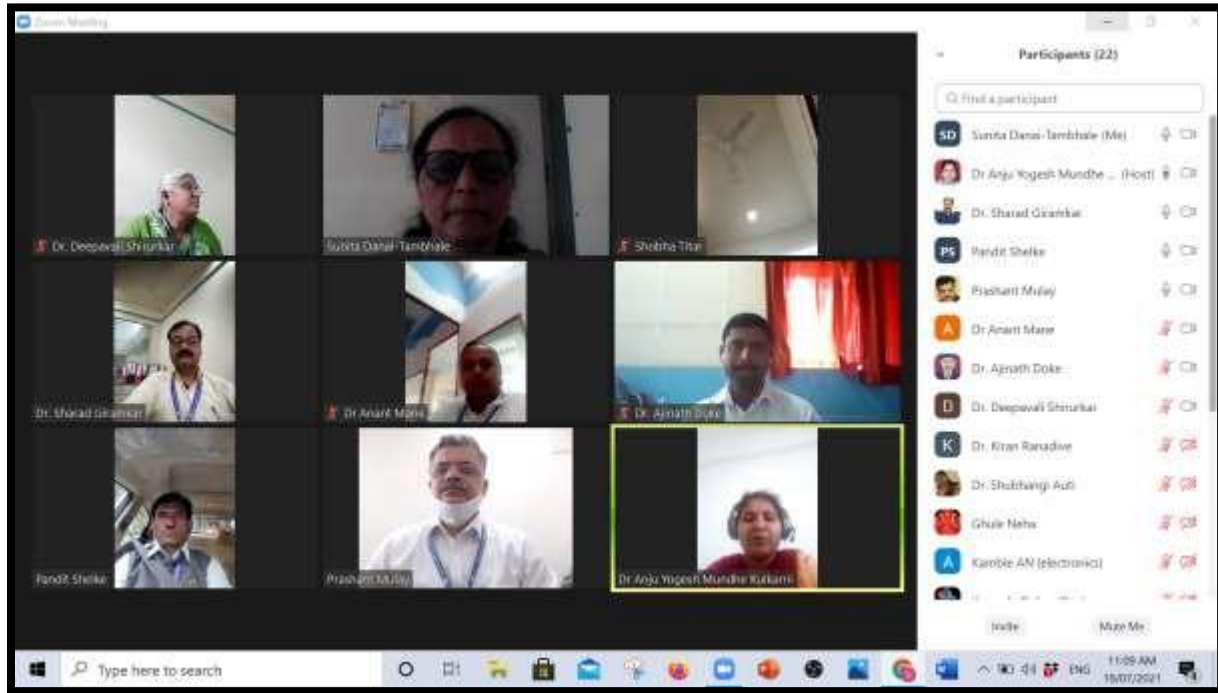 Zoom Meeting
Dr. Deepavali Shirurkar
Sunita Danai-Tambhale
Shobha Titar
Dr. Sharad Giramkar
Dr Anant Mane
Dr. Ajinath Doke
Pandit Shelke
Prashant Mulay
Dr Anju Yogesh Mundhe Kulkarni
Participants (22)
Find a participant
SD Sunita Danai-Tambhale (Me)
Dr Anju Yogesh Mundhe ... (Host)
Dr. Sharad Giramkar
PS Pandit Shelke
Prashant Mulay
A Dr Anant Mane
Dr. Ajinath Doke
D Dr. Deepavali Shirurkar
K Dr. Kiran Ranadive
Dr. Shubhangi Auti
Ghule Neha
A Kamble AN (electronics)
Invite Mute Me
Type here to search
ENG
11:09 AM
18/07/2021